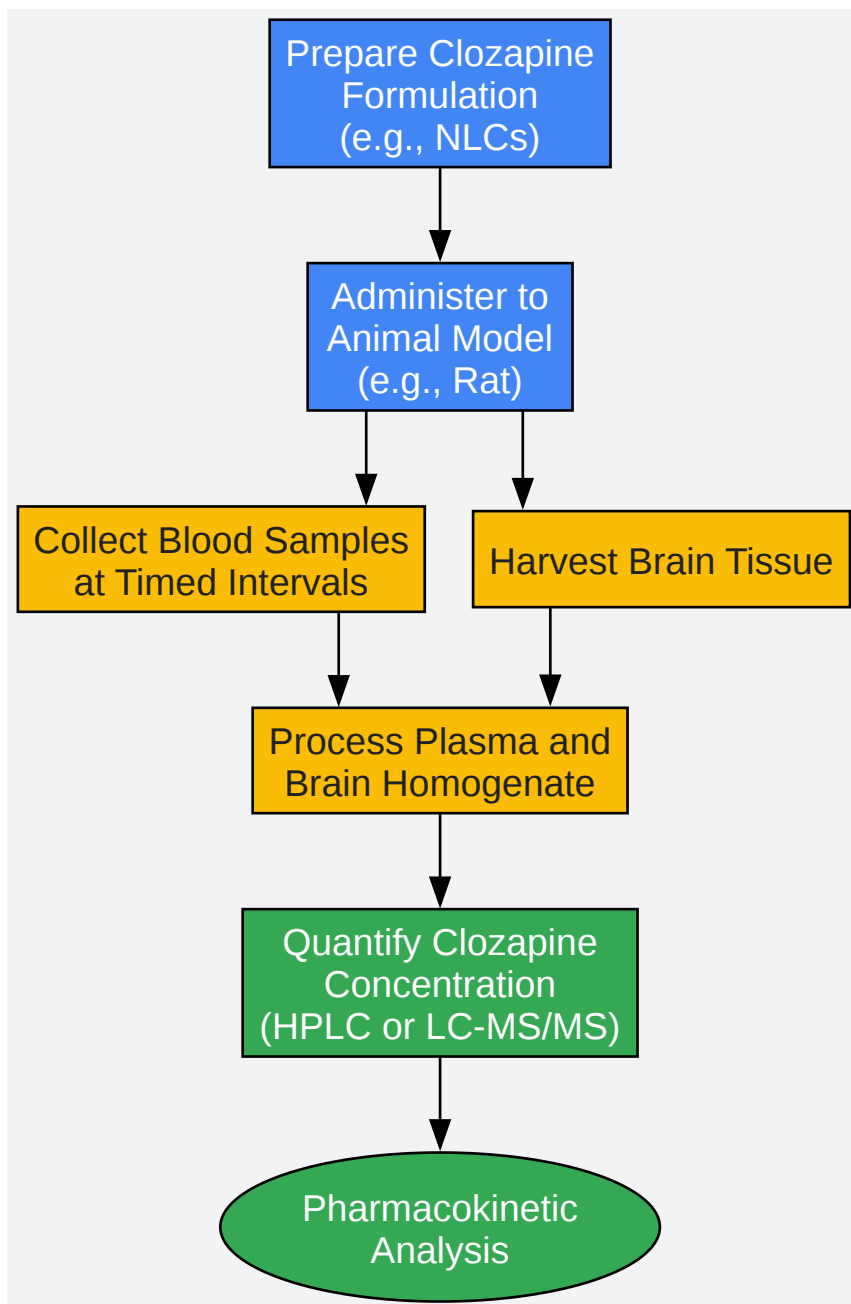 Prepare Clozapine
Formulation
(e.g., NLCs)
Administer to
Animal Model
(e.g., Rat)
Collect Blood Samples
at Timed Intervals
Harvest Brain Tissue
Process Plasma and
Brain Homogenate
Quantify Clozapine
Concentration
(HPLC or LC-MS/MS)
Pharmacokinetic
Analysis